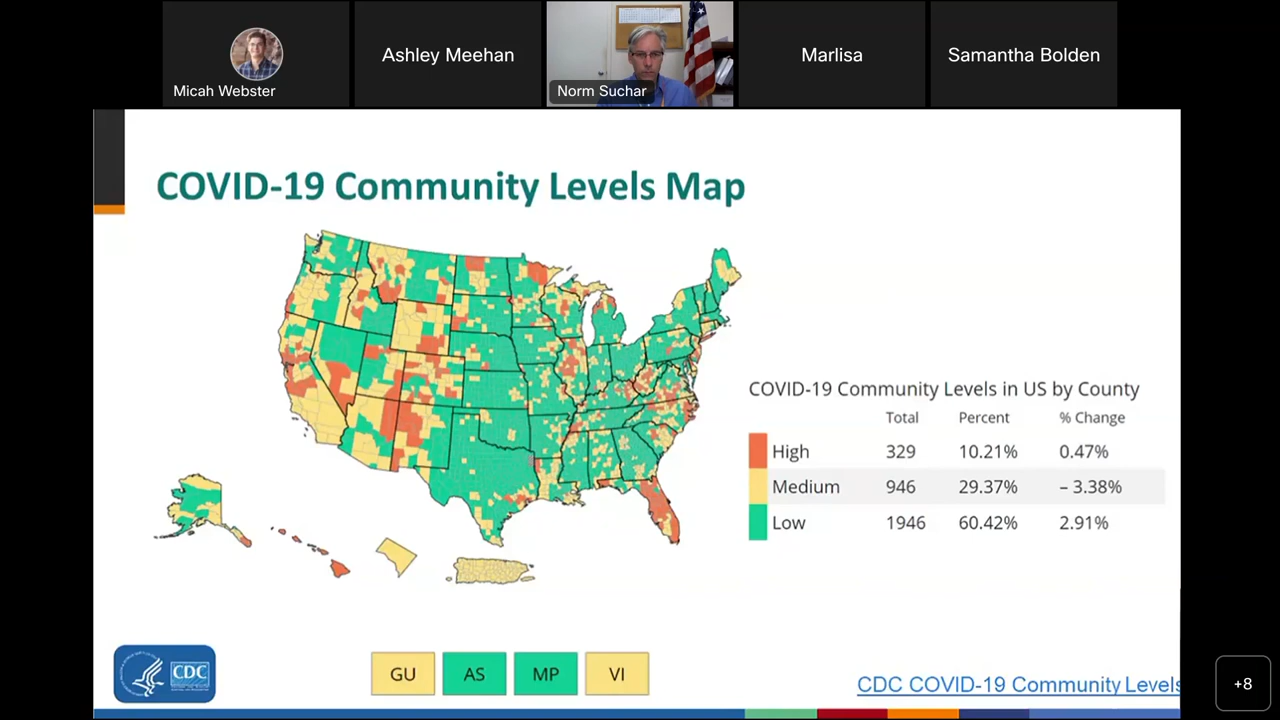 Micah Webster
Ashley Meehan
Norm Suchar
Marlisa
Samantha Bolden
COVID-19 Community Levels Map
COVID-19 Community Levels in US by County
Total Percent % Change
High 329 10.21% 0.47%
Medium 946 29.37% – 3.38%
Low 1946 60.42% 2.91%
CDC
GU AS MP VI
CDC COVID-19 Community Levels
+8